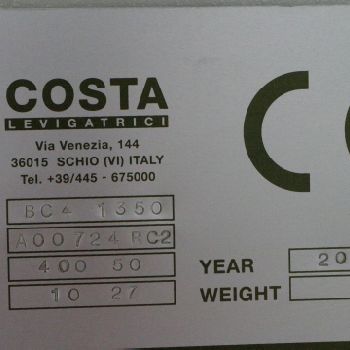 COSTA
LEVIGATRICI
Via Venezia, 144
36015 SCHIO (VI) ITALY
Tel. +39/445 - 675000
BC4 1350
A00724 RC2
400 50
10 27
YEAR 20
WEIGHT
C